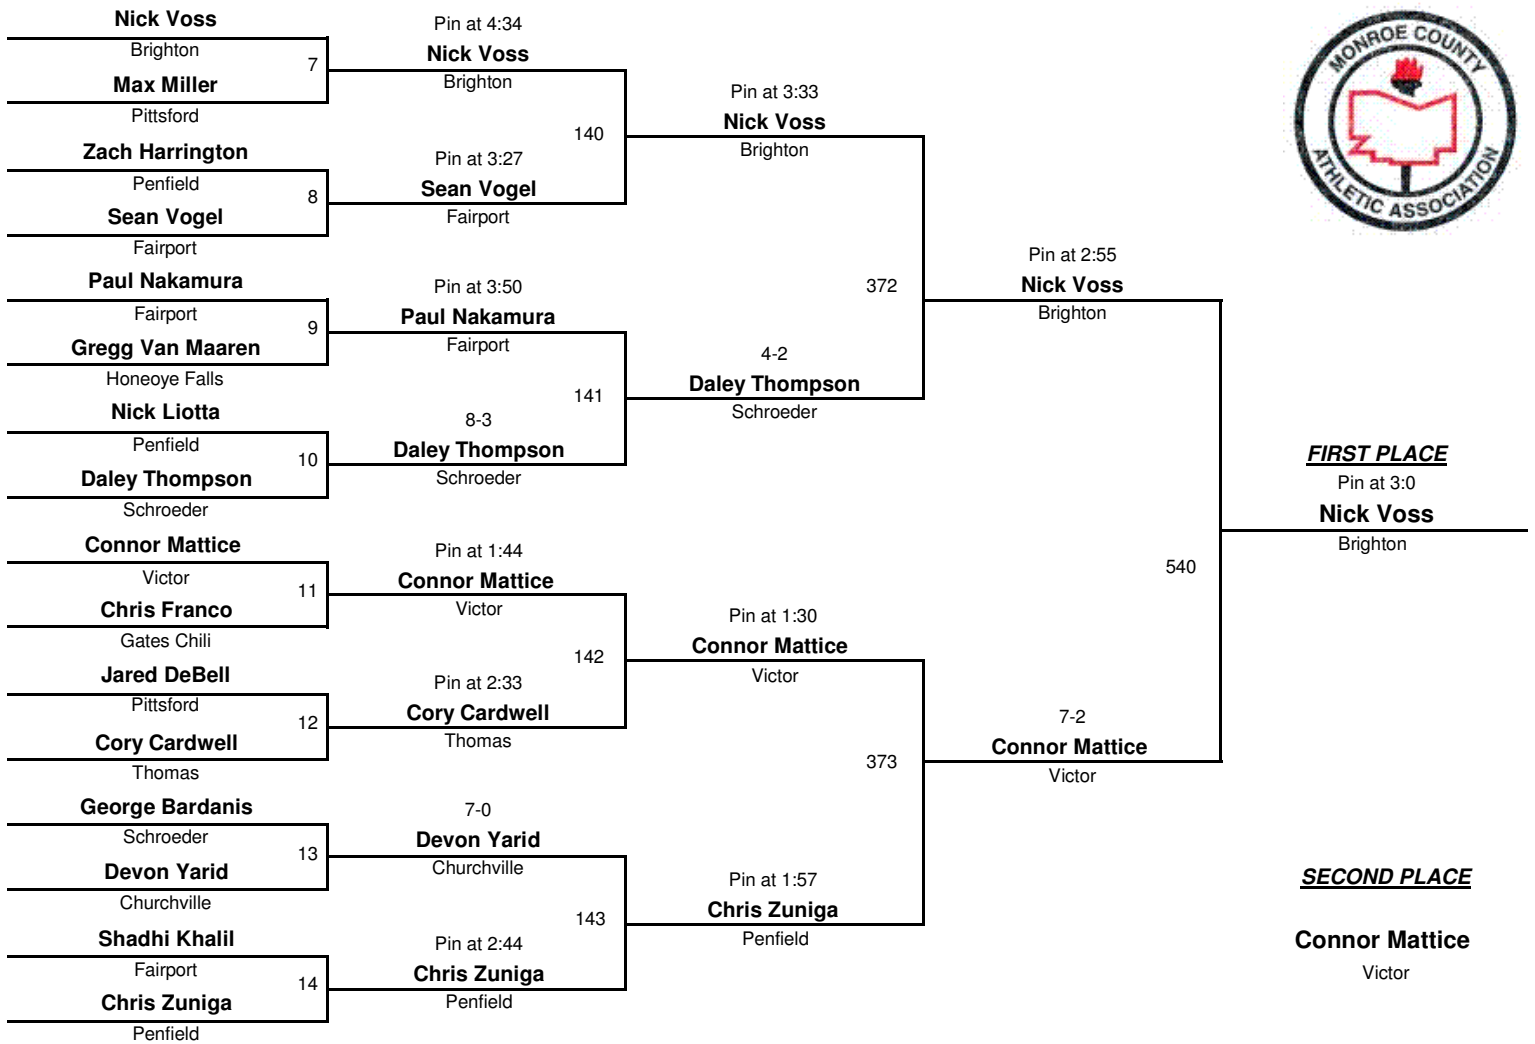 Nick Voss
Brighton
7
Max Miller
Pittsford
Zach Harrington
Penfield
8
Sean Vogel
Fairport
Paul Nakamura
Fairport
9
Gregg Van Maaren
Honeoye Falls
Nick Liotta
Penfield
10
Daley Thompson
Schroeder
Connor Mattice
Victor
11
Chris Franco
Gates Chili
Jared DeBell
Pittsford
12
Cory Cardwell
Thomas
George Bardanis
Schroeder
13
Devon Yarid
Churchville
Shadhi Khalil
Fairport
14
Chris Zuniga
Penfield
Pin at 4:34
Nick Voss
Brighton
140
Pin at 3:27
Sean Vogel
Fairport
Pin at 3:50
Paul Nakamura
Fairport
141
8-3
Daley Thompson
Schroeder
Pin at 1:44
Connor Mattice
Victor
142
Pin at 2:33
Cory Cardwell
Thomas
7-0
Devon Yarid
Churchville
143
Pin at 2:44
Chris Zuniga
Penfield
Pin at 3:33
Nick Voss
Brighton
372
4-2
Daley Thompson
Schroeder
Pin at 1:30
Connor Mattice
Victor
373
Pin at 1:57
Chris Zuniga
Penfield
Pin at 2:55
Nick Voss
Brighton
540
7-2
Connor Mattice
Victor
MONROE COUNTY
ATHLETIC ASSOCIATION
FIRST PLACE
Pin at 3:0
Nick Voss
Brighton
SECOND PLACE
Connor Mattice
Victor